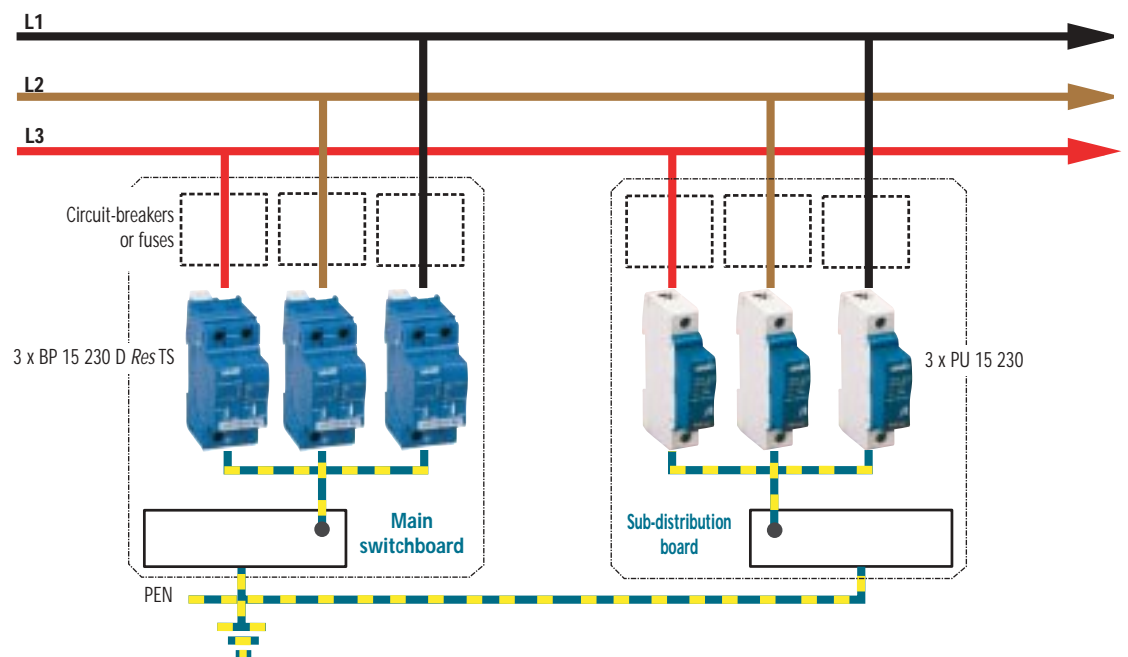 L1
L2
L3
Circuit-breakers
or fuses
3 x BP 15 230 D Res TS
3 x PU 15 230
Main
switchboard
Sub-distribution
board
PEN